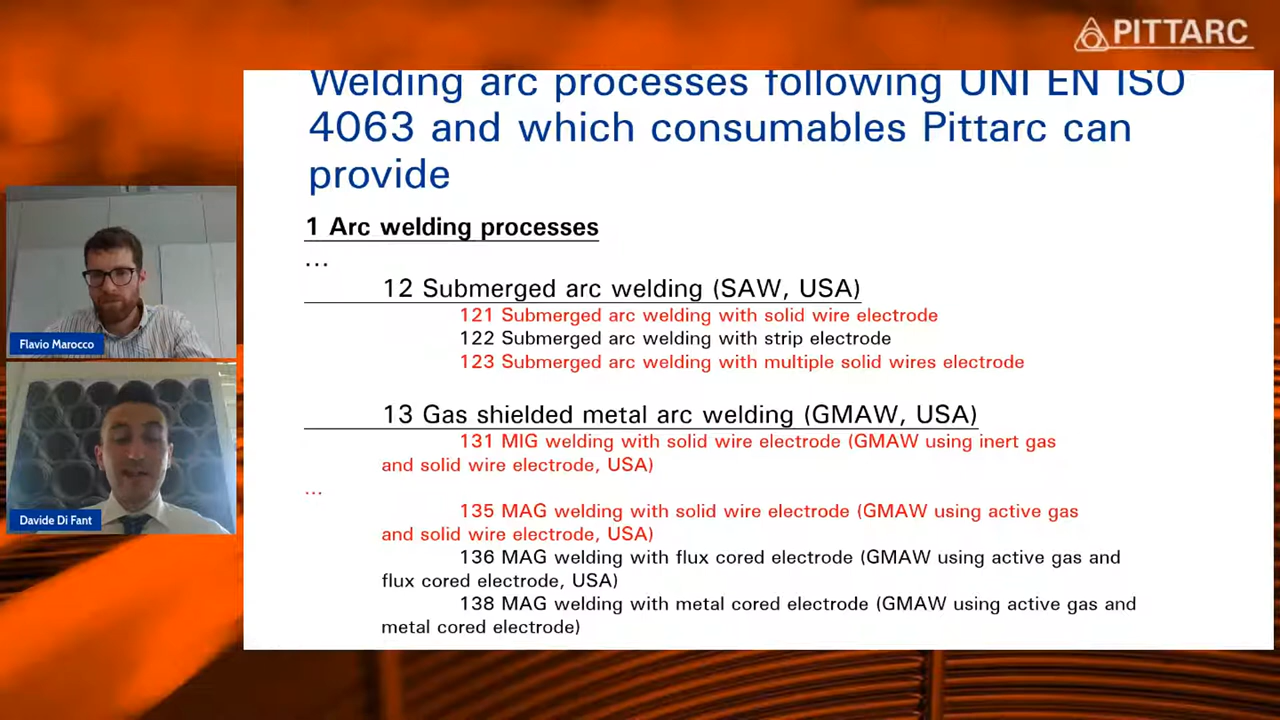 PITTARC
Welding arc processes following UNI EN ISO
4063 and which consumables Pittarc can
provide
1 Arc welding processes
...
12 Submerged arc welding (SAW, USA)
121 Submerged arc welding with solid wire electrode
122 Submerged arc welding with strip electrode
123 Submerged arc welding with multiple solid wires electrode
13 Gas shielded metal arc welding (GMAW, USA)
131 MIG welding with solid wire electrode (GMAW using inert gas
and solid wire electrode, USA)
...
135 MAG welding with solid wire electrode (GMAW using active gas
and solid wire electrode, USA)
136 MAG welding with flux cored electrode (GMAW using active gas and
flux cored electrode, USA)
138 MAG welding with metal cored electrode (GMAW using active gas and
metal cored electrode)
Flavio Marocco
Davide Di Fant